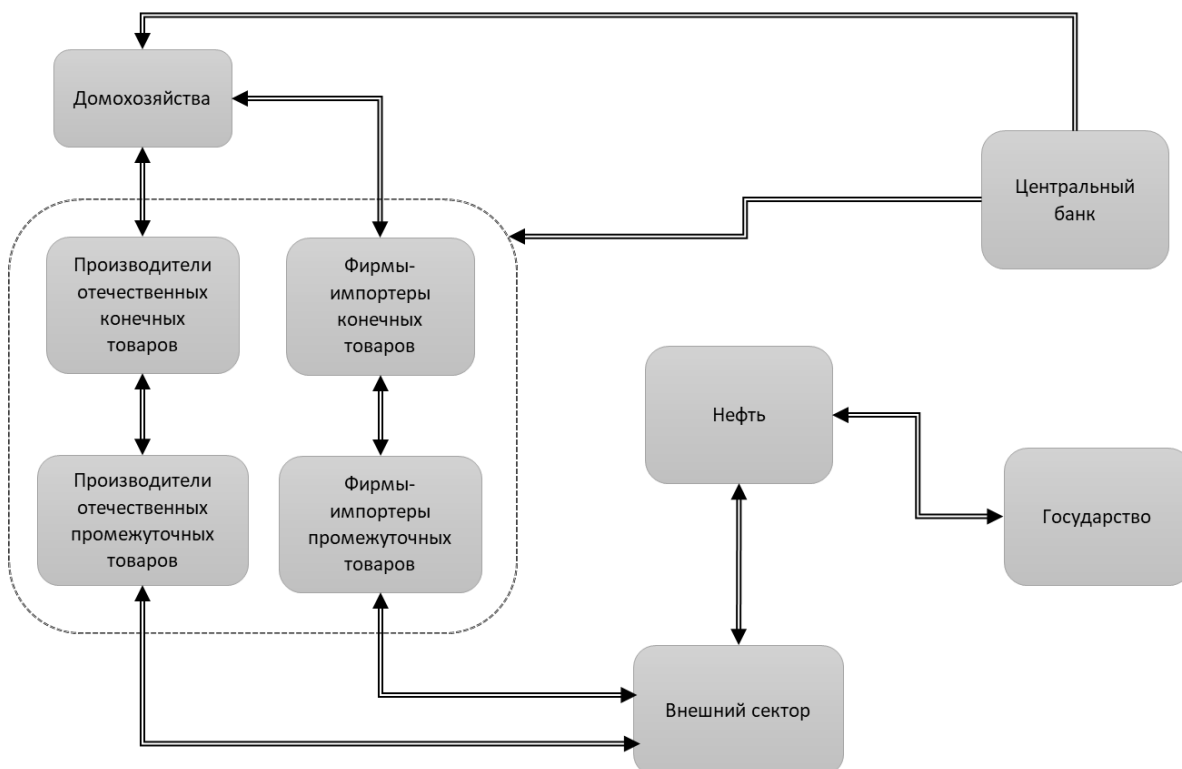 Домохозяйства
Центральный
банк
Производители
отечественных
конечных
товаров
Фирмы-
импортеры
конечных
товаров
Нефть
Производители
отечественных
промежуточных
товаров
Фирмы-
импортеры
промежуточных
товаров
Государство
Внешний сектор